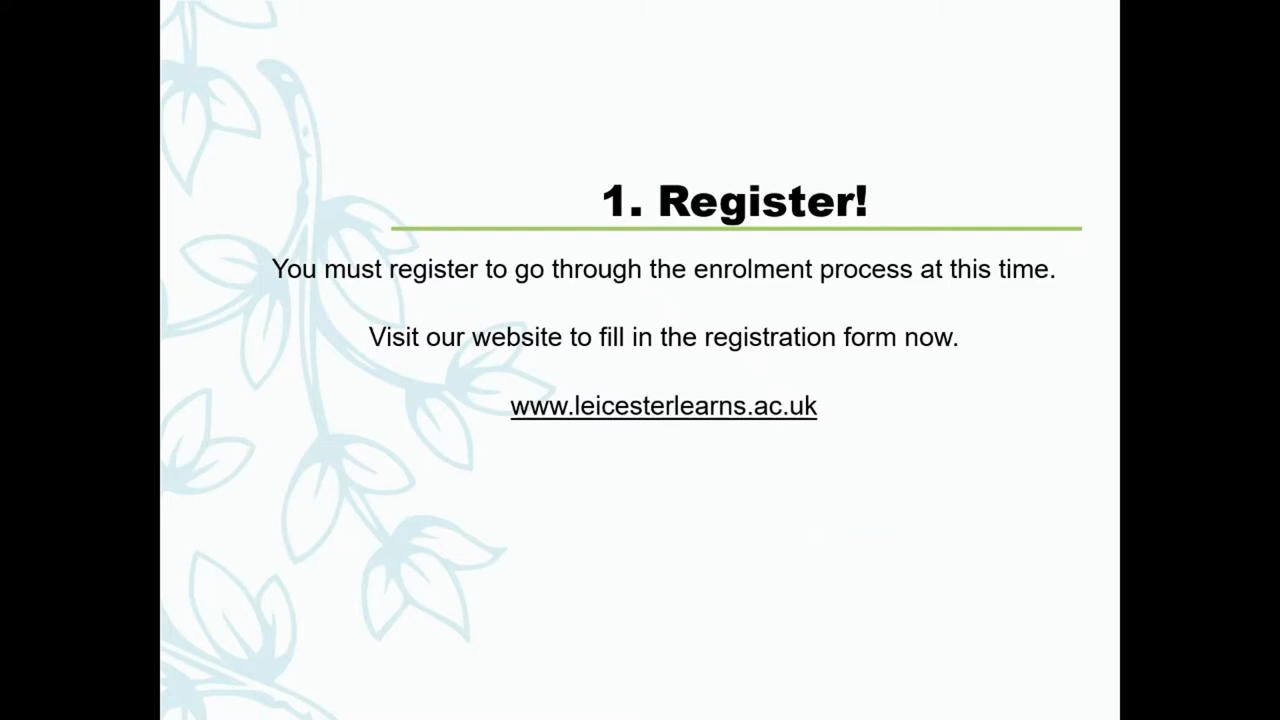 1. Register!
You must register to go through the enrolment process at this time.
Visit our website to fill in the registration form now.
www.leicesterlearns.ac.uk